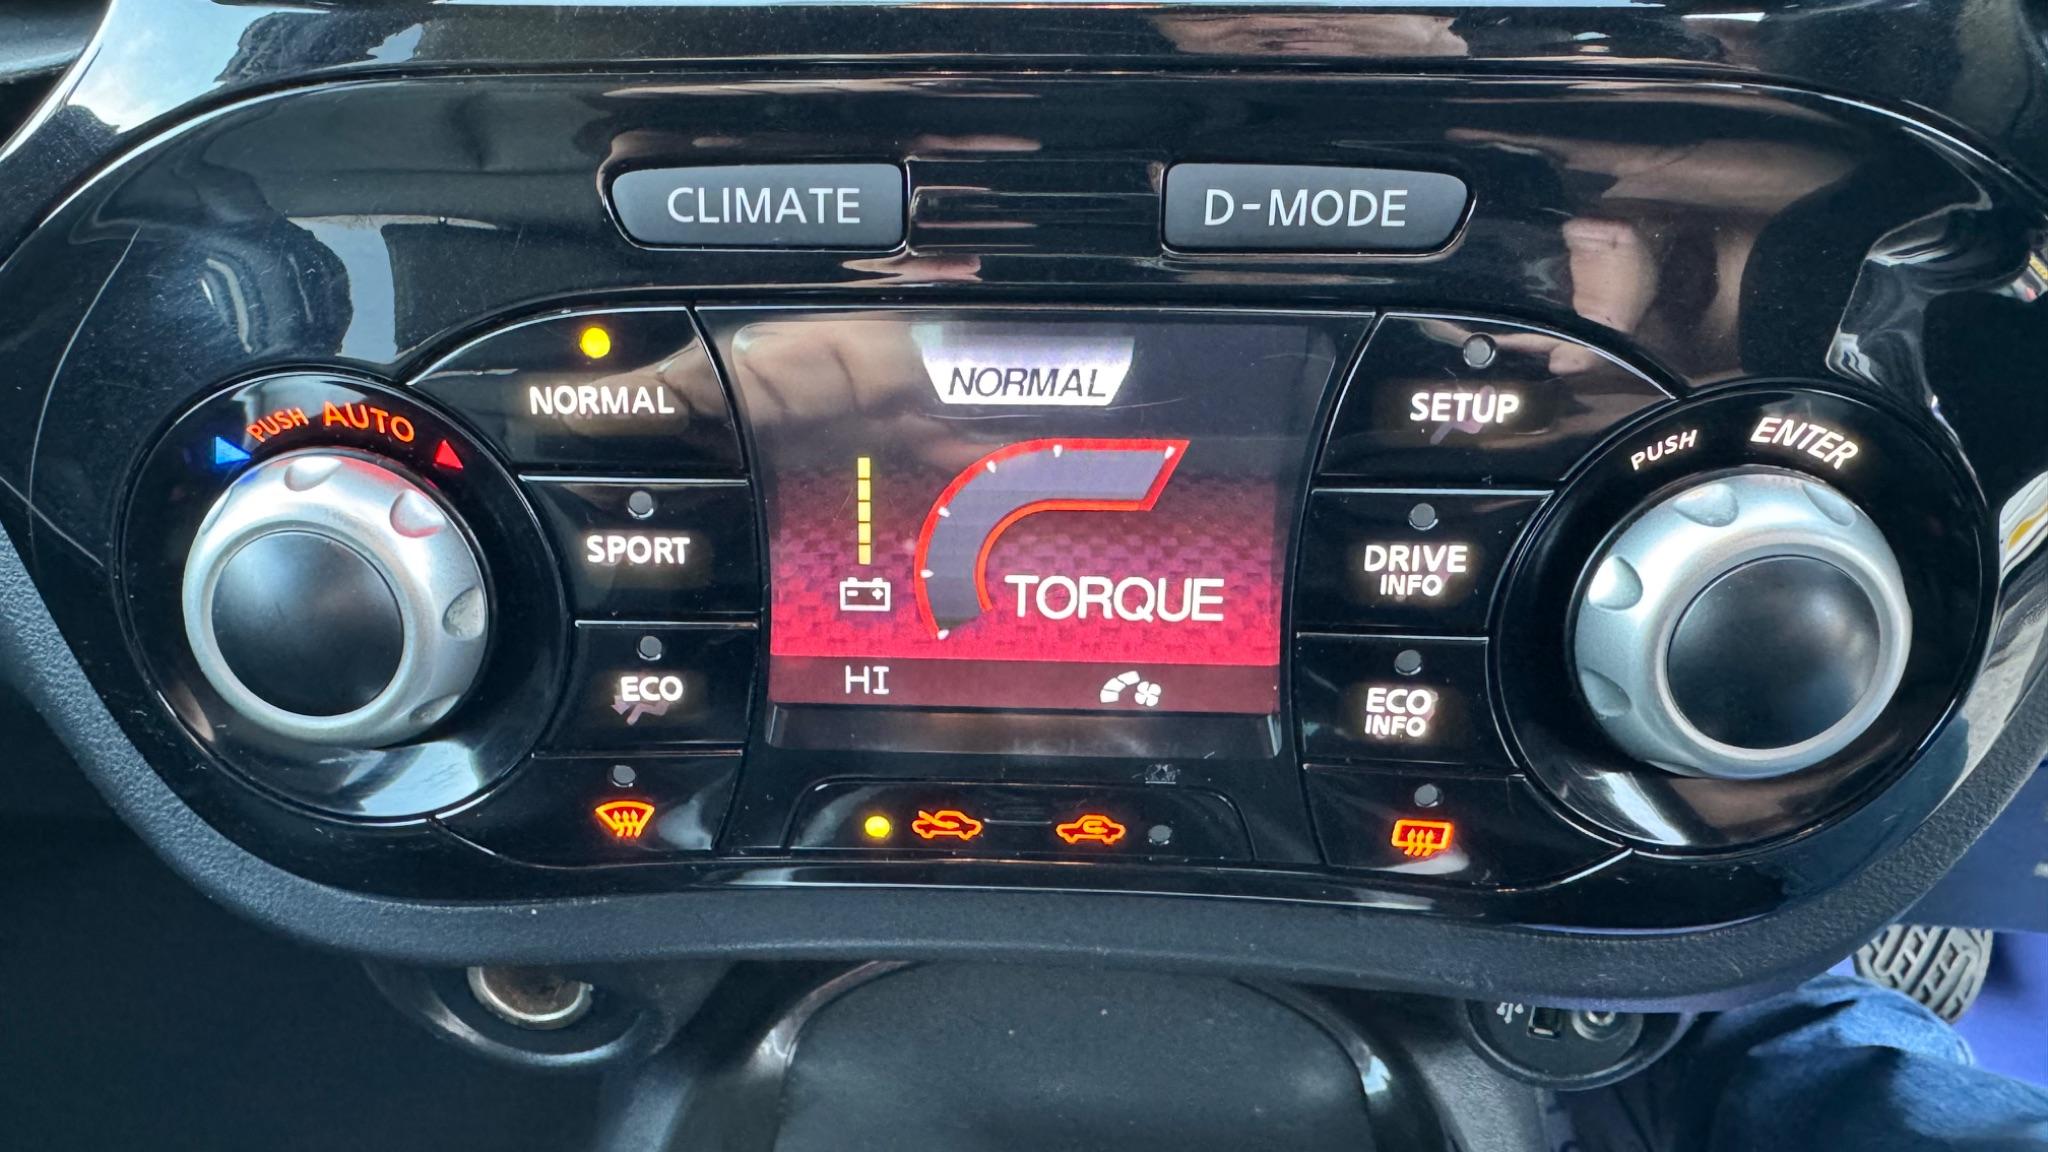 CLIMATE
D-MODE
NORMAL
NORMAL
SETUP
PUSH AUTO
PUSH ENTER
SPORT
DRIVE
INFO
TORQUE
ECO
HI
ECO
INFO